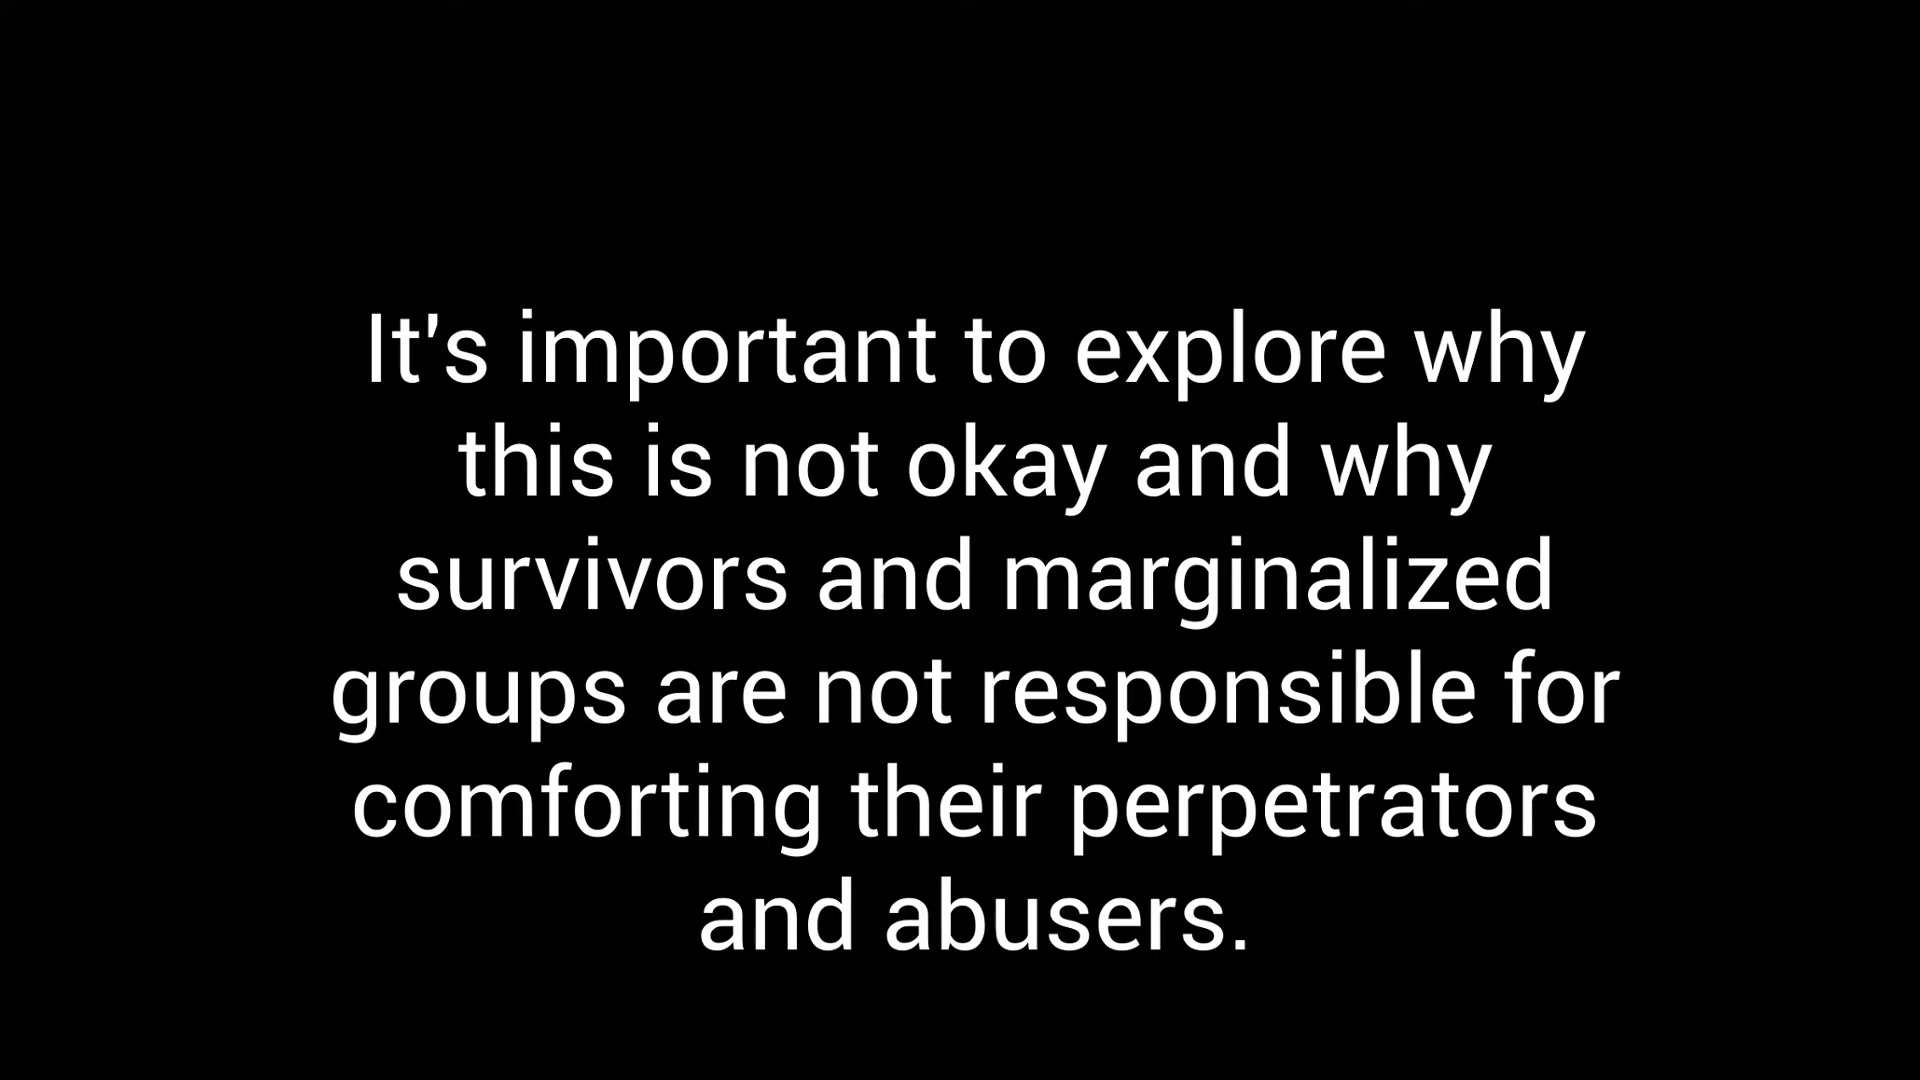 It's important to explore why
this is not okay and why
survivors and marginalized
groups are not responsible for
comforting their perpetrators
and abusers.